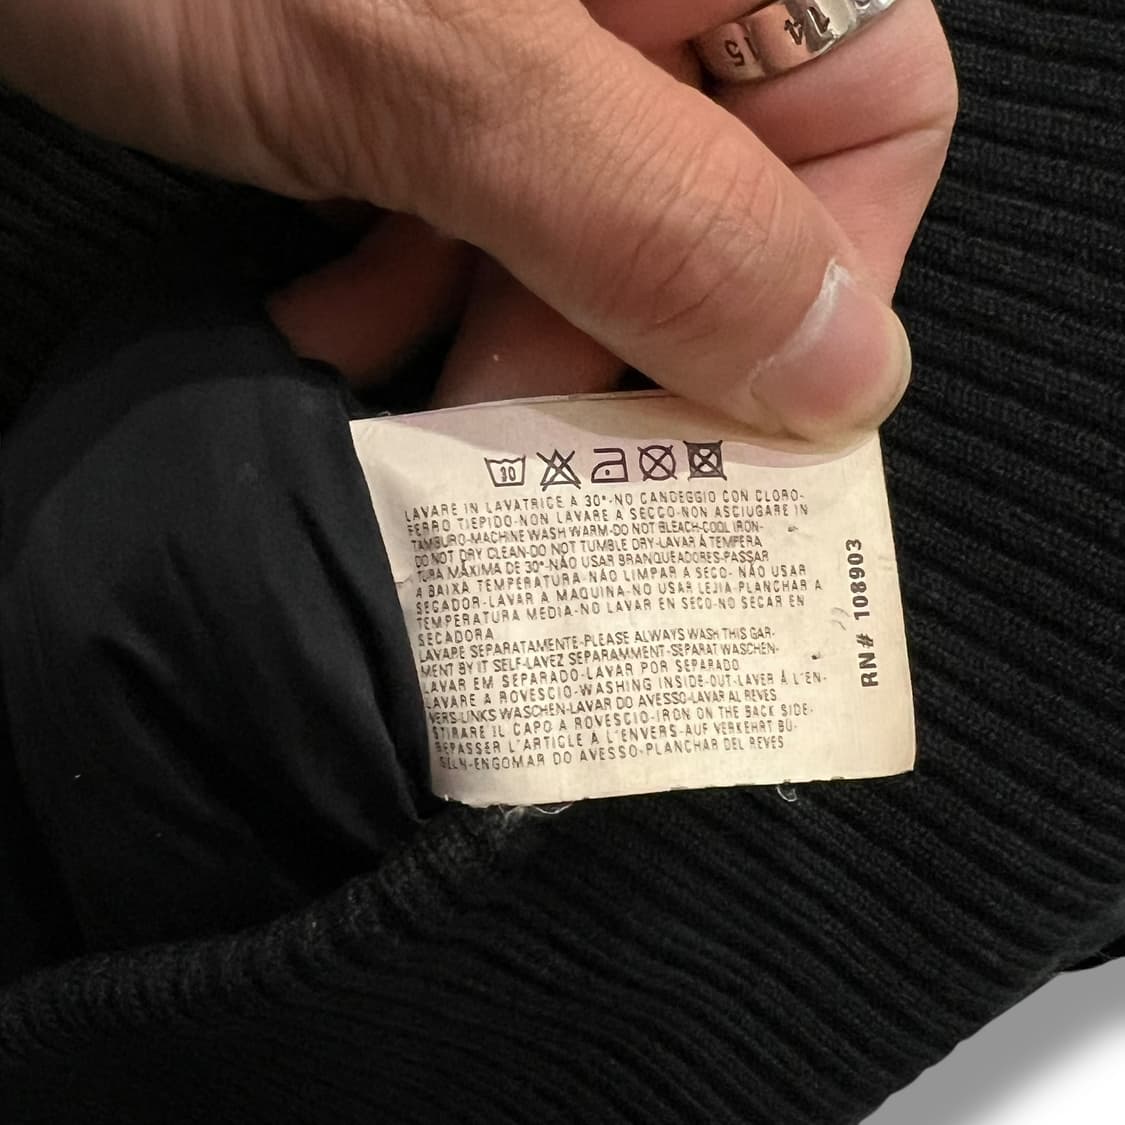 15 14
30
LAVARE IN LAVATRICE A 30°-NO CANDEGGIO CON CLORO-
FERRO TIEPIDO-NON LAVARE A SECCO-NON ASCIUGARE IN
TAMBURO-MACHINE WASH WARM-DO NOT BLEACH-COOL IRON-
DO NOT DRY CLEAN-DO NOT TUMBLE DRY-LAVAR Á TEMPERA
TURA MÁXIMA DE 30°-NÃO USAR BRANQUEADORES-PASSAR
A BAIXA TEMPERATURA-NÃO LIMPAR A SECO- NÃO USAR
SECADOR-LAVAR A MAQUINA-NO USAR LEJIA-PLANCHAR A
TEMPERATURA MEDIA-NO LAVAR EN SECO-NO SECAR EN
SECADORA
LAVARE SEPARATAMENTE-PLEASE ALWAYS WASH THIS GAR-
MENT BY IT SELF-LAVEZ SEPARAMMENT-SEPARAT WASCHEN-
LAVAR EM SEPARADO-LAVAR POR SEPARADO
LAVARE A ROVESCIO-WASHING INSIDE-OUT-LAVER À L'EN-
VERS-LINKS WASCHEN-LAVAR DO AVESSO-LAVAR AL REVES
STIRARE IL CAPO A ROVESCIO-IRON ON THE BACK SIDE-
REPASSER L'ARTICLE A L'ENVERS-AUF VERKEHRT BÜ-
GELN-ENGOMAR DO AVESSO-PLANCHAR DEL REVES
RN# 108903